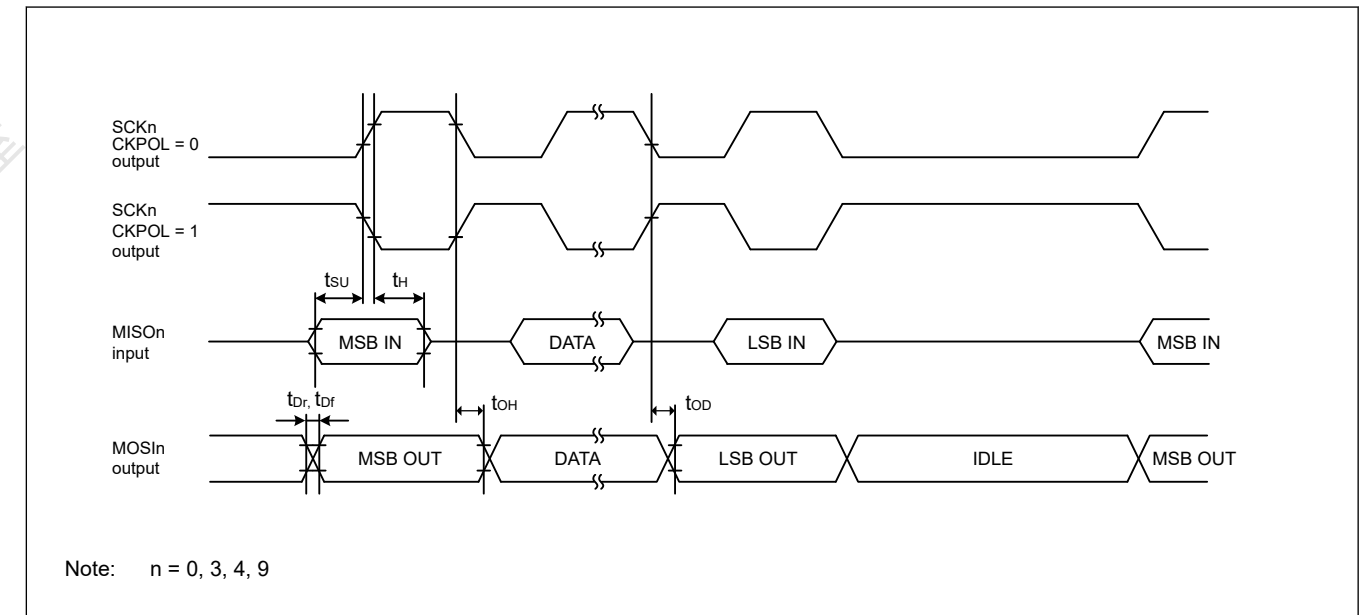 SCKn
CKPOL = 0
output
SCKn
CKPOL = 1
output
tSU
tH
MISOn
input
MSB IN
DATA
LSB IN
MSB IN
tDr, tDf
tOH
tOD
MOSIn
output
MSB OUT
DATA
LSB OUT
IDLE
MSB OUT
Note: n = 0, 3, 4, 9